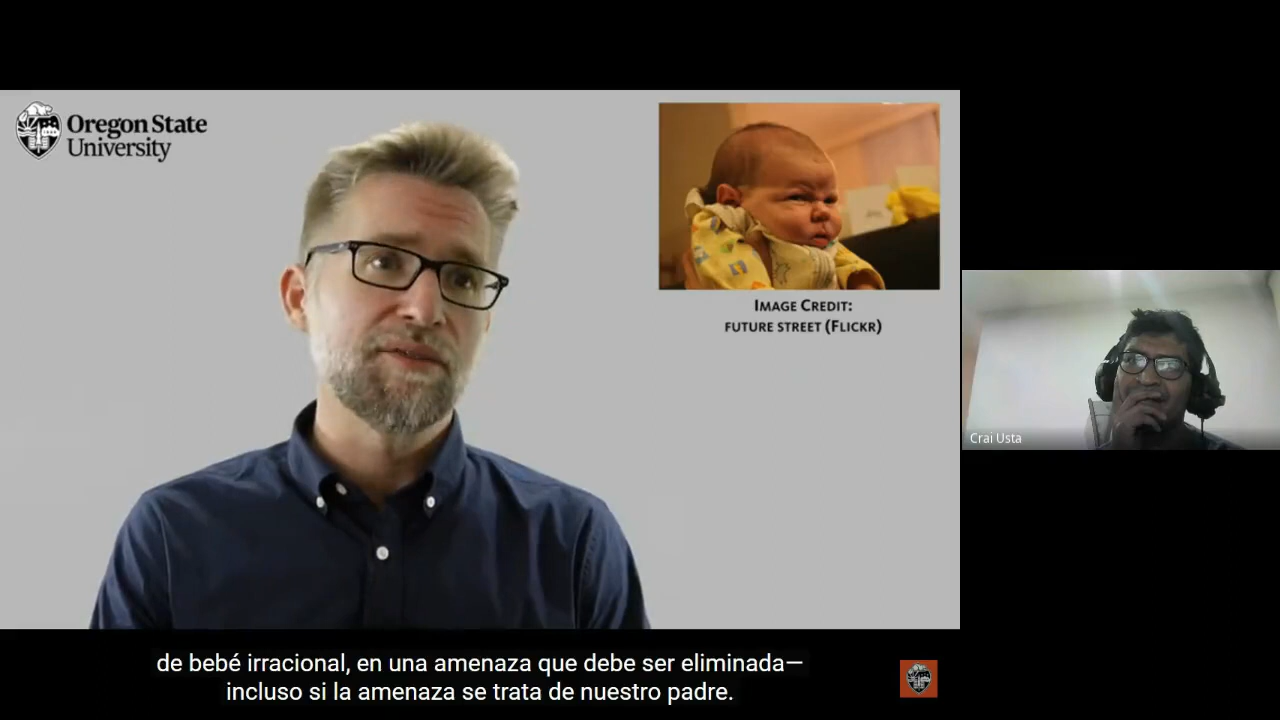 Oregon State
University
IMAGE CREDIT:
FUTURE STREET (FLICKR)
Crai Usta
de bebé irracional, en una amenaza que debe ser eliminada—
incluso si la amenaza se trata de nuestro padre.